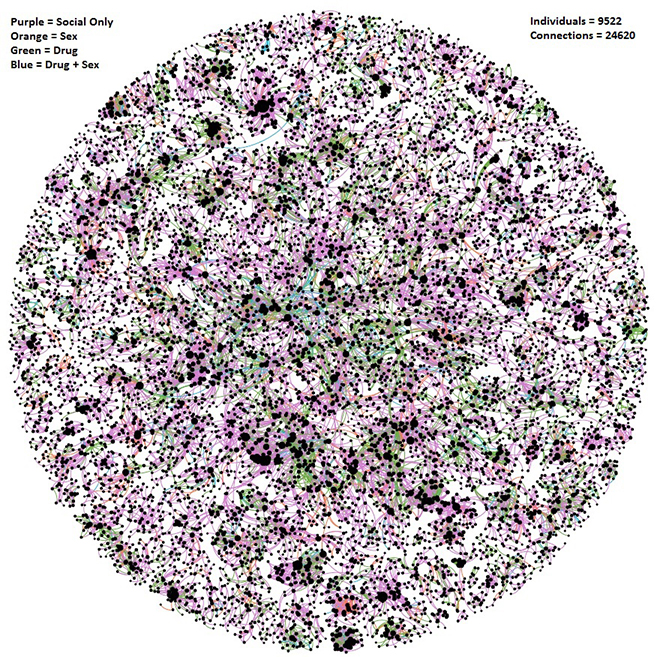 Purple = Social Only
Orange = Sex
Green = Drug
Blue = Drug + Sex
Individuals = 9522
Connections = 24620